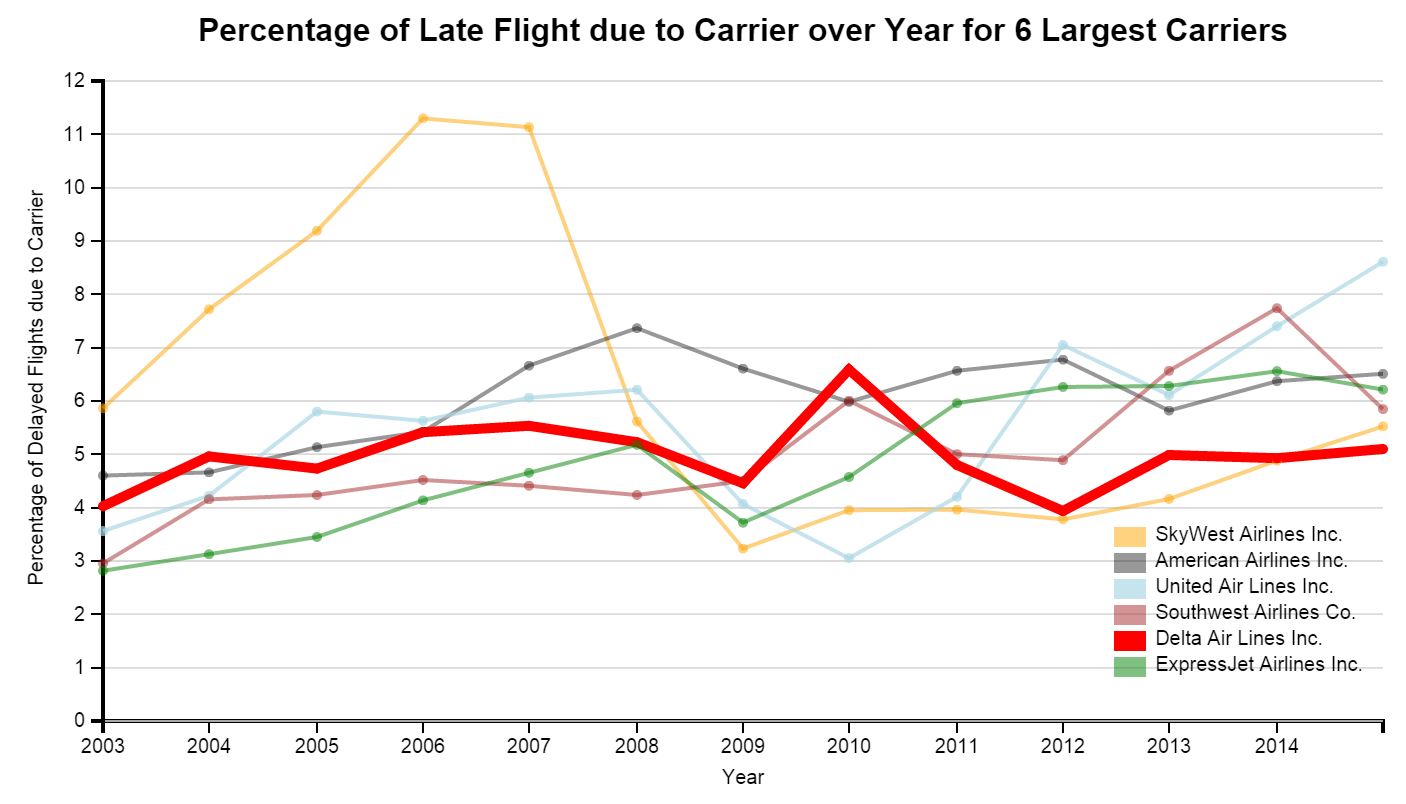 Percentage of Late Flight due to Carrier over Year for 6 Largest Carriers
Percentage of Delayed Flights due to Carrier
12
11
10
9
8
7
6
5
4
3
2
1
0
SkyWest Airlines Inc.
American Airlines Inc.
United Air Lines Inc.
Southwest Airlines Co.
Delta Air Lines Inc.
ExpressJet Airlines Inc.
2003 2004 2005 2006 2007 2008 2009 2010 2011 2012 2013 2014
Year